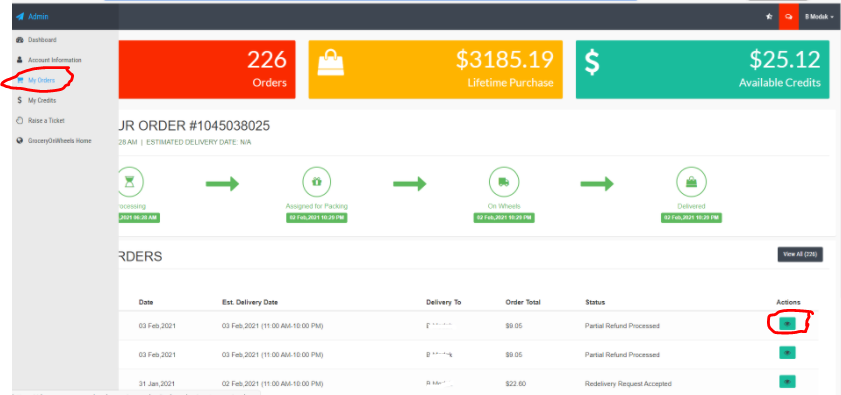 Admin
B Modak
Dashboard
Account Information
My Orders
My Credits
Raise a Ticket
GroceryOnWheels Home
226
Orders
$3185.19
Lifetime Purchase
$25.12
Available Credits
UR ORDER #1045038025
28 AM | ESTIMATED DELIVERY DATE: N/A
rocessing
Assigned for Packing
On Wheels
Delivered
,2021 08:28 AM
02 Feb,2021 10:29 PM
02 Feb,2021 10:29 PM
02 Feb,2021 10:29 PM
RDERS
View All (226)
Date Est. Delivery Date Delivery To Order Total Status Actions
03 Feb,2021 03 Feb,2021 (11:00 AM-10:00 PM) $9.05 Partial Refund Processed
03 Feb,2021 03 Feb,2021 (11:00 AM-10:00 PM) $9.05 Partial Refund Processed
31 Jan,2021 02 Feb,2021 (11:00 AM-10:00 PM) $22.60 Redelivery Request Accepted